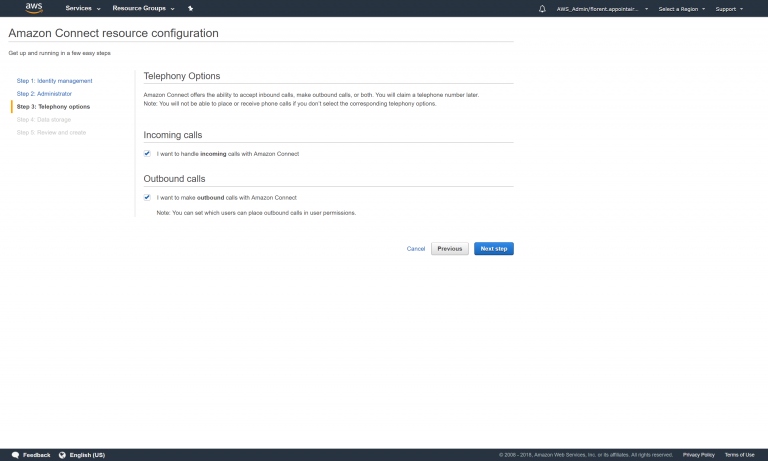 aws Services Resource Groups AWS_Admin/florent.appointair... Select a Region Support
Amazon Connect resource configuration
Get up and running in a few easy steps
Step 1: Identity management
Step 2: Administrator
Step 3: Telephony options
Step 4: Data storage
Step 5: Review and create
Telephony Options
Amazon Connect offers the ability to accept inbound calls, make outbound calls, or both. You will claim a telephone number later.
Note: You will not be able to place or receive phone calls if you don't select the corresponding telephony options.
Incoming calls
I want to handle incoming calls with Amazon Connect
Outbound calls
I want to make outbound calls with Amazon Connect
Note: You can set which users can place outbound calls in user permissions.
Cancel Previous Next step
Feedback English (US) © 2008 - 2018, Amazon Web Services, Inc. or its affiliates. All rights reserved. Privacy Policy Terms of Use